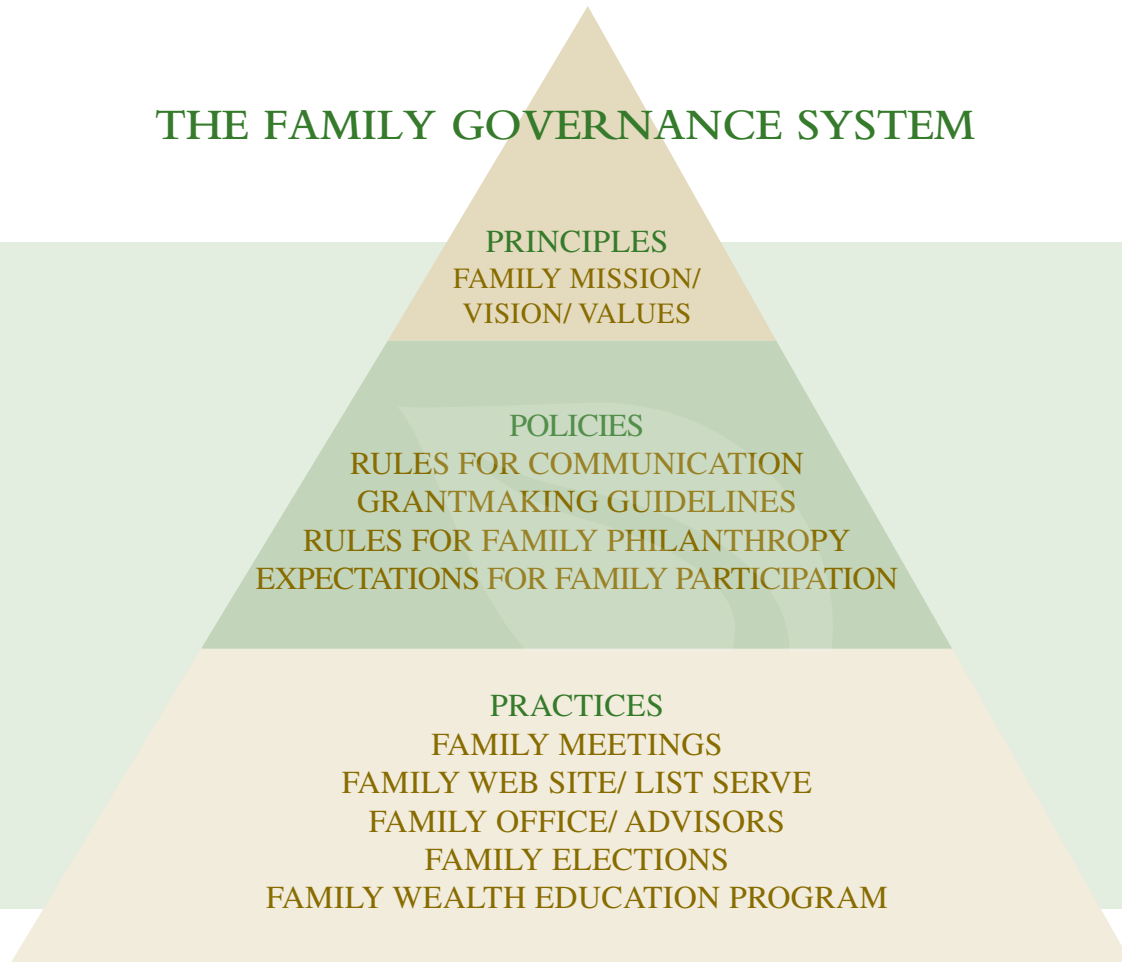 THE FAMILY GOVERNANCE SYSTEM
PRINCIPLES
FAMILY MISSION/
VISION/ VALUES
POLICIES
RULES FOR COMMUNICATION
GRANTMAKING GUIDELINES
RULES FOR FAMILY PHILANTHROPY
EXPECTATIONS FOR FAMILY PARTICIPATION
PRACTICES
FAMILY MEETINGS
FAMILY WEB SITE/ LIST SERVE
FAMILY OFFICE/ ADVISORS
FAMILY ELECTIONS
FAMILY WEALTH EDUCATION PROGRAM